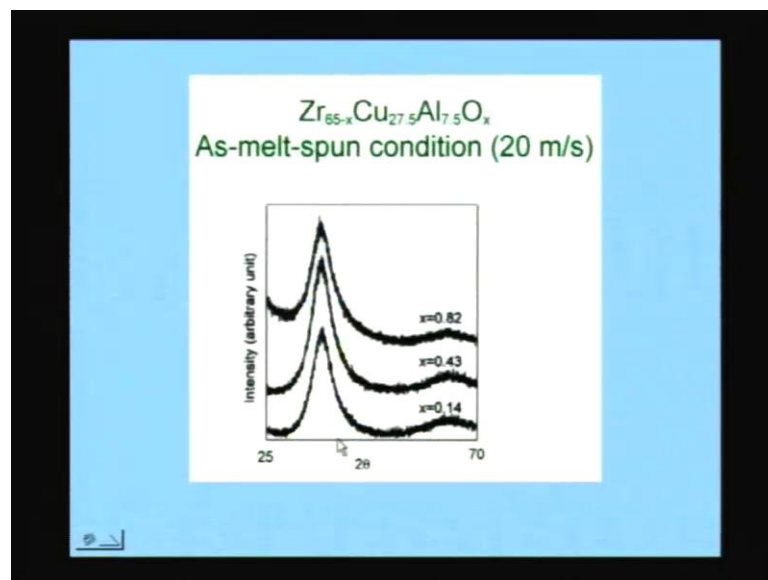 Zr₆₅₋ₓCu₂₇.₅Al₇.₅Oₓ
As-melt-spun condition (20 m/s)
Intensity (arbitrary unit)
x=0.82
x=0.43
x=0.14
25
2θ
70